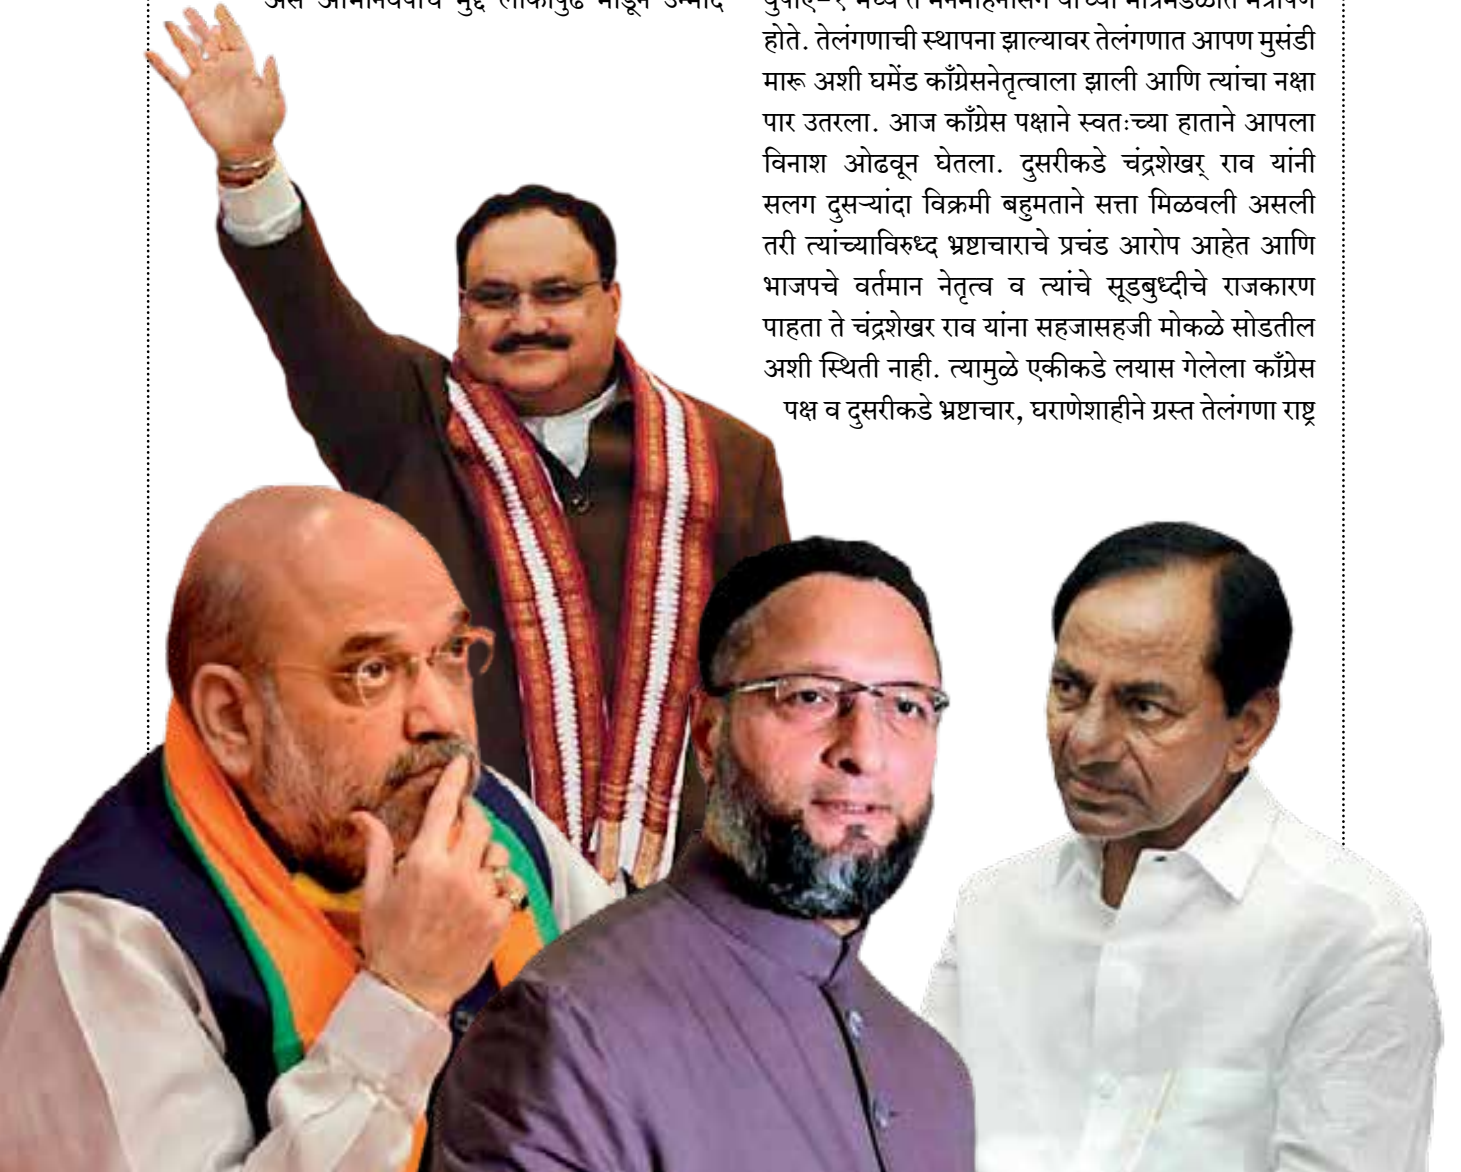 होते. तेलंगणाची स्थापना झाल्यावर तेलंगणात आपण मुसंडी
मारू अशी घमेंड काँग्रेसनेतृत्वाला झाली आणि त्यांचा नक्षा
पार उतरला. आज काँग्रेस पक्षाने स्वतःच्या हाताने आपला
विनाश ओढवून घेतला. दुसरीकडे चंद्रशेखर् राव यांनी
सलग दुसऱ्यांदा विक्रमी बहुमताने सत्ता मिळवली असली
तरी त्यांच्याविरुध्द भ्रष्टाचाराचे प्रचंड आरोप आहेत आणि
भाजपचे वर्तमान नेतृत्व व त्यांचे सूडबुध्दीचे राजकारण
पाहता ते चंद्रशेखर राव यांना सहजासहजी मोकळे सोडतील
अशी स्थिती नाही. त्यामुळे एकीकडे लयास गेलेला काँग्रेस
पक्ष व दुसरीकडे भ्रष्टाचार, घराणेशाहीने ग्रस्त तेलंगणा राष्ट्र